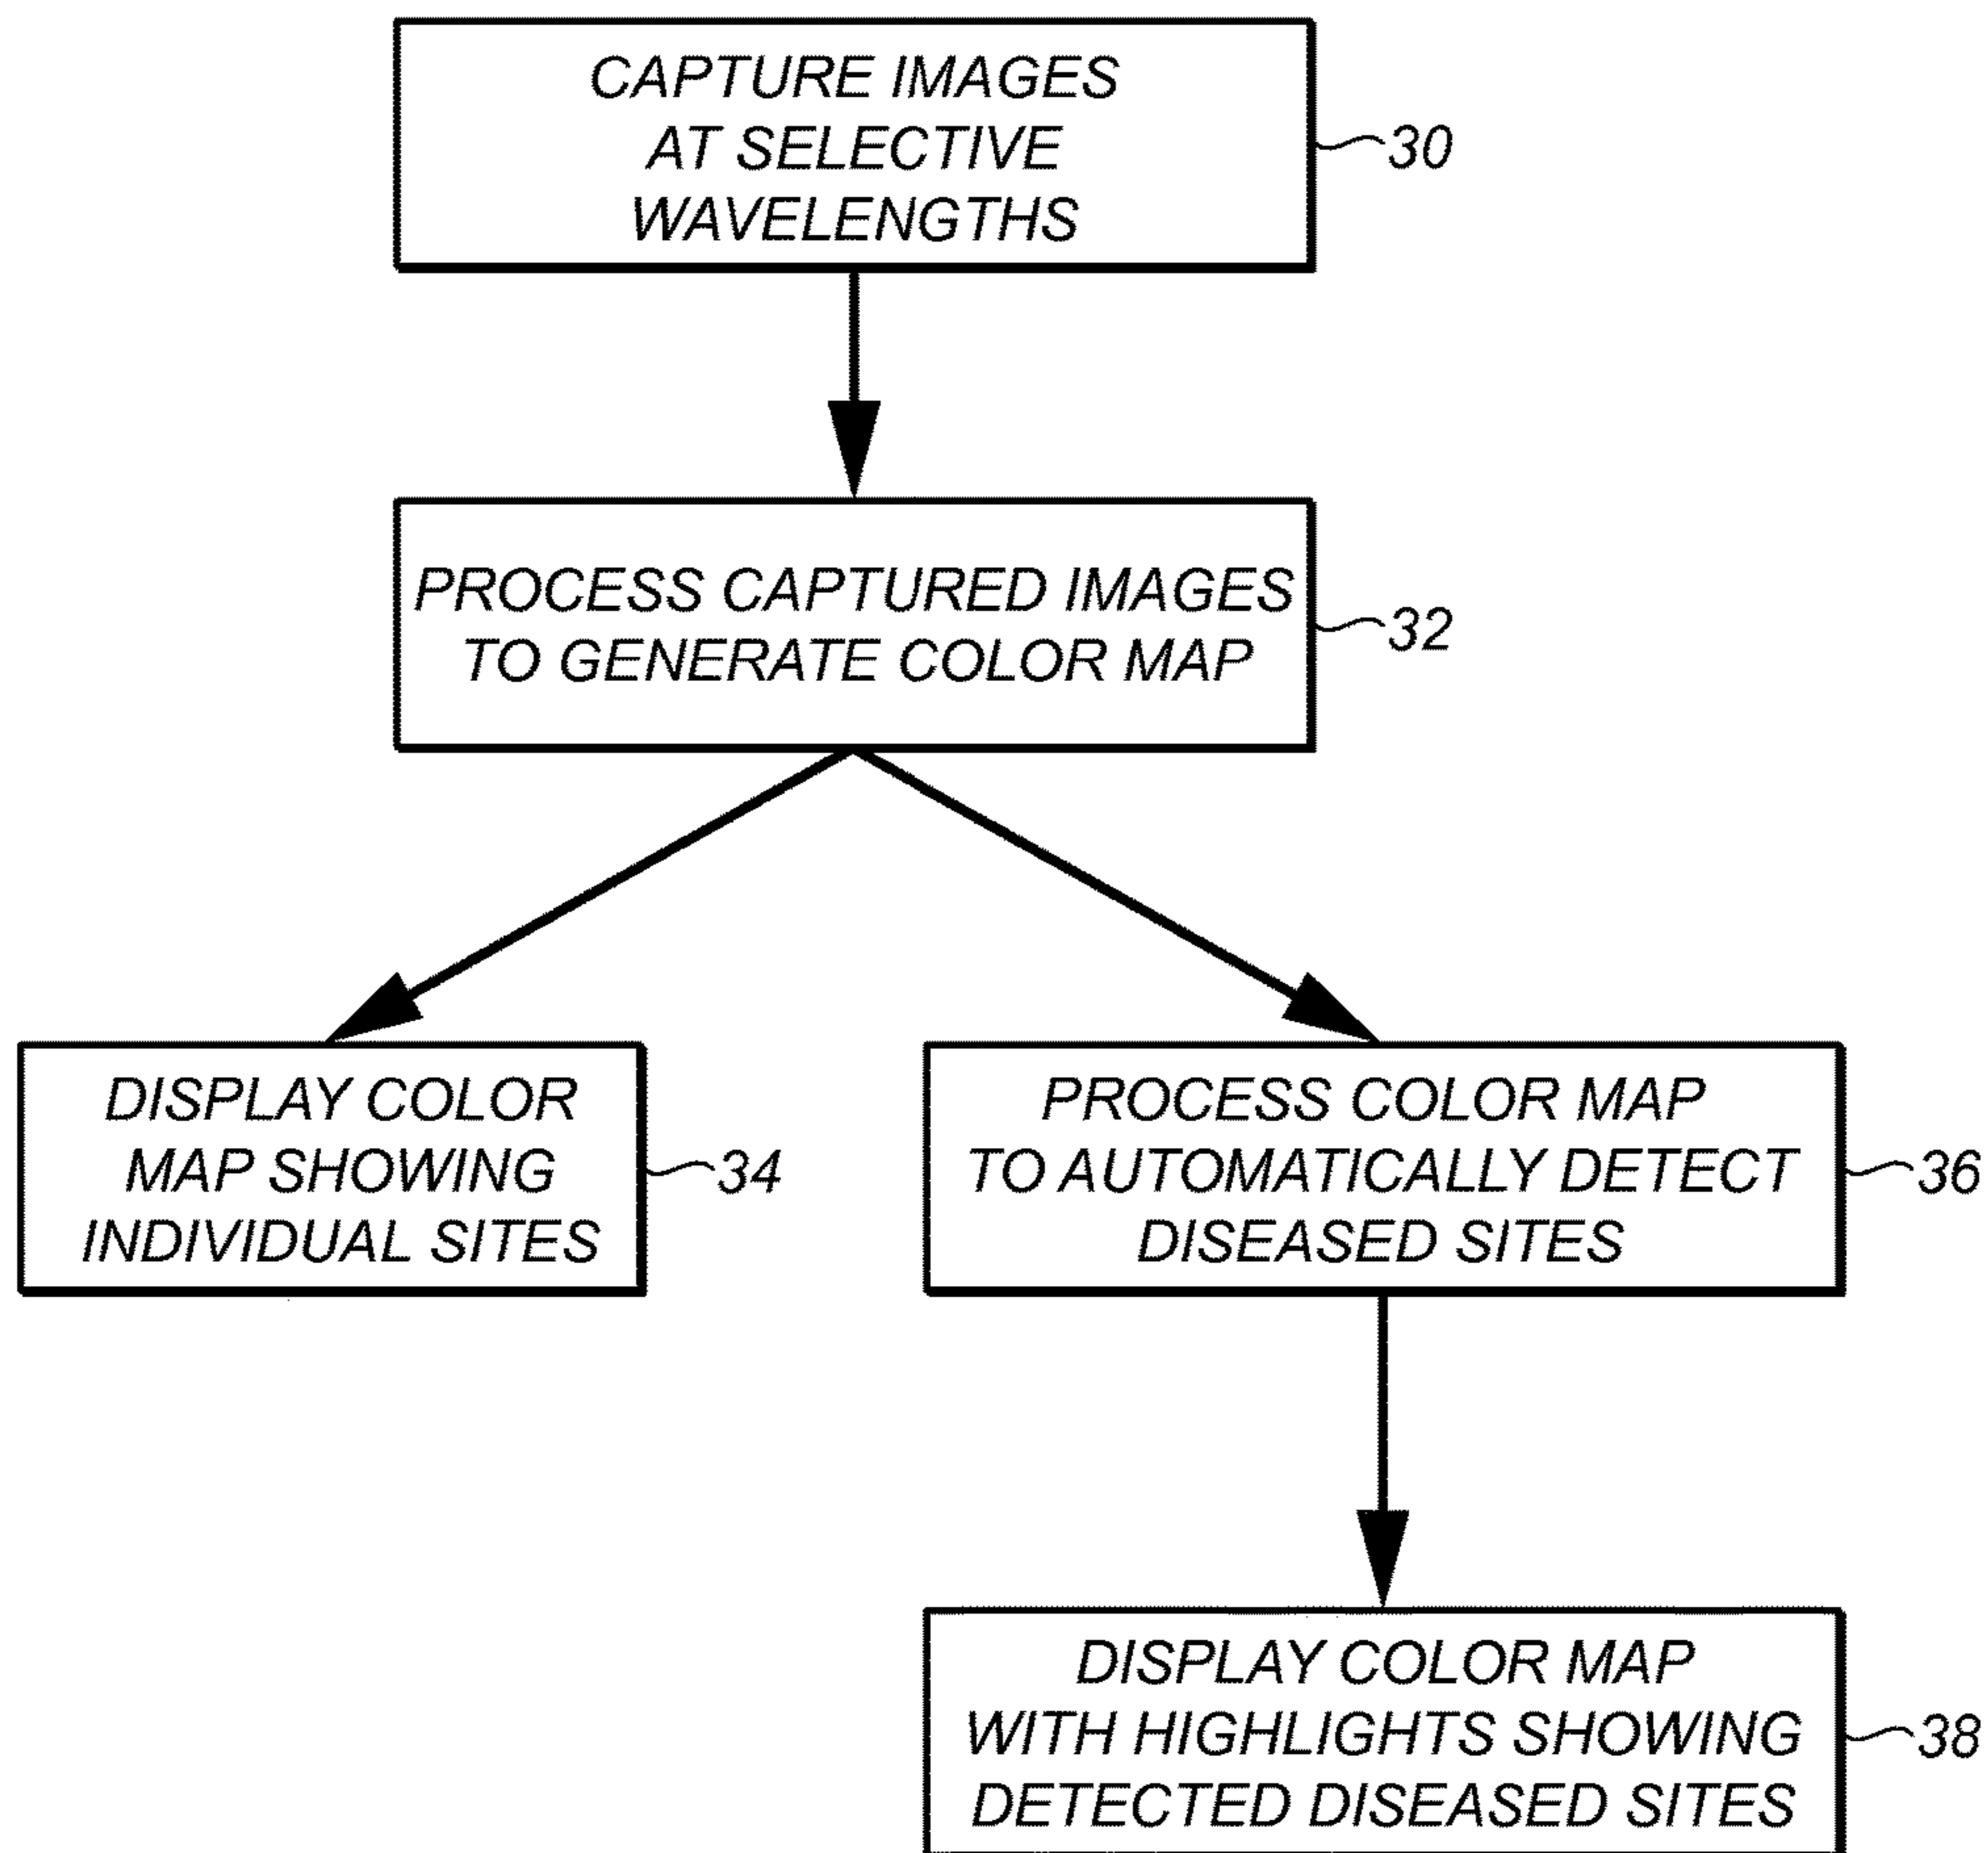 CAPTURE IMAGES
AT SELECTIVE
WAVELENGTHS
30
PROCESS CAPTURED IMAGES
TO GENERATE COLOR MAP
32
DISPLAY COLOR
MAP SHOWING
INDIVIDUAL SITES
34
PROCESS COLOR MAP
TO AUTOMATICALLY DETECT
DISEASED SITES
36
DISPLAY COLOR MAP
WITH HIGHLIGHTS SHOWING
DETECTED DISEASED SITES
38